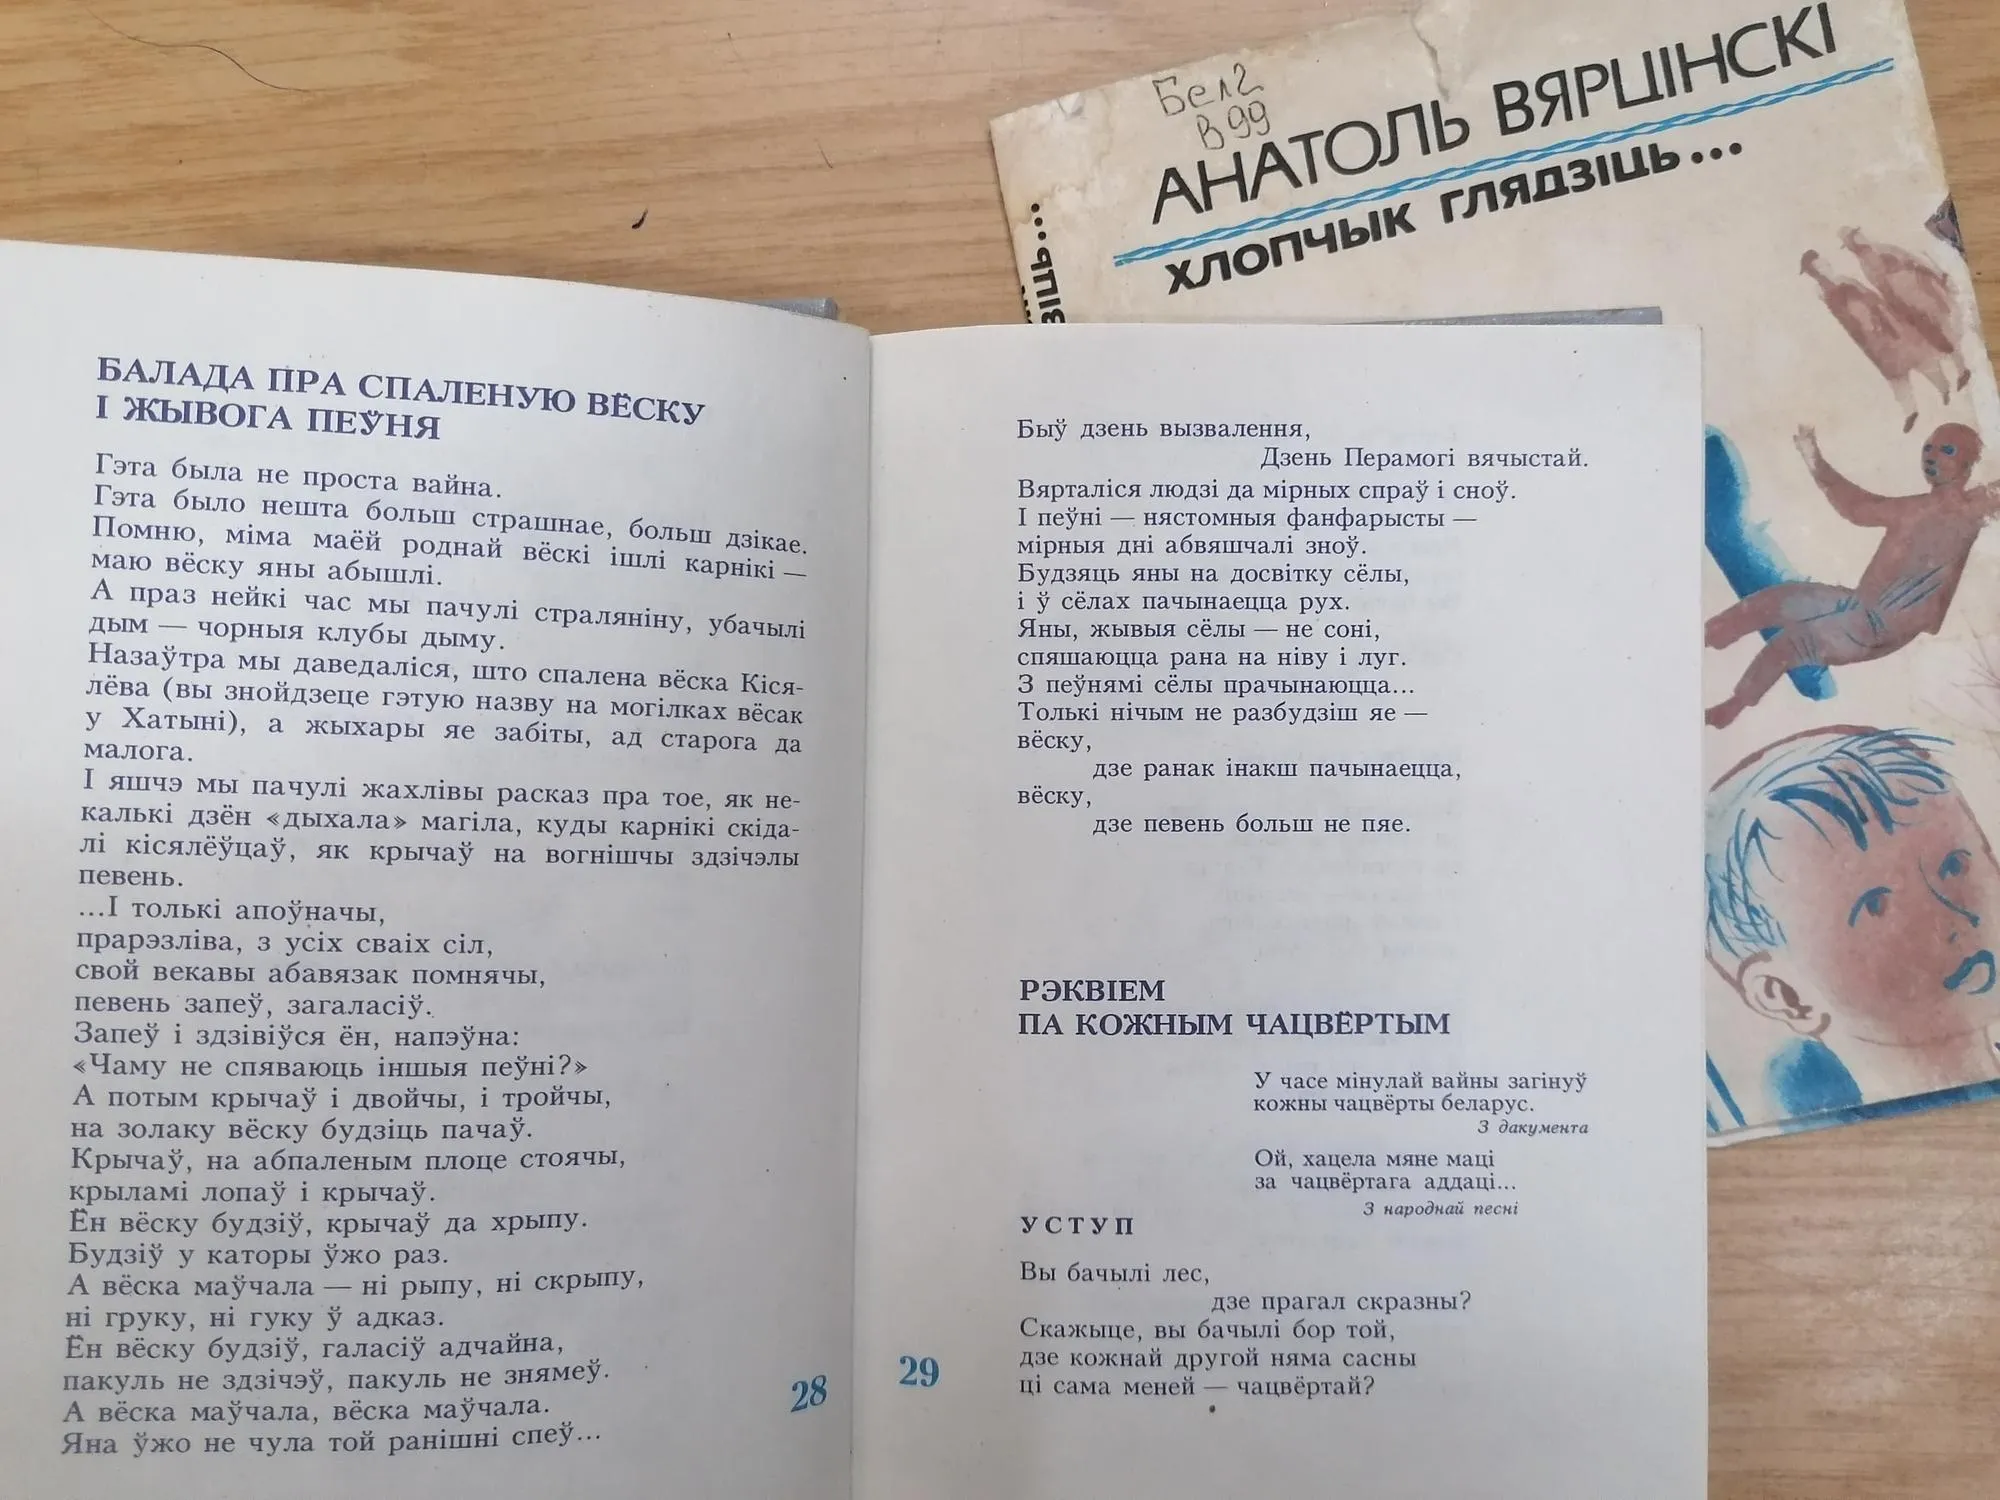 Бел2
В99
АНАТОЛЬ ВЯРЦІНСКІ
ХЛОПЧЫК ГЛЯДЗІЦЬ...
БАЛАДА ПРА СПАЛЕНУЮ ВЁСКУ
І ЖЫВОГА ПЕЎНЯ
Гэта была не проста вайна.
Гэта было нешта больш страшнае, больш дзікае.
Помню, міма маёй роднай вёскі ішлі карнікі —
маю вёску яны абышлі.
А праз нейкі час мы пачулі страляніну, убачылі
дым — чорныя клубы дыму.
Назаўтра мы даведаліся, што спалена вёска Кіся-
лёва (вы знойдзеце гэтую назву на могілках вёсак
у Хатыні), а жыхары яе забіты, ад старога да
малога.
І яшчэ мы пачулі жахлівы расказ пра тое, як не-
калькі дзён «дыхала» магіла, куды карнікі скіда-
лі кісялёўцаў, як крычаў на вогнішчы здзічэлы
певень.
...І толькі апоўначы,
прарэзліва, з усіх сваіх сіл,
свой векавы абавязак помнячы,
певень запеў, загаласіў.
Запеў і здзівіўся ён, напэўна:
«Чаму не спяваюць іншыя пеўні?»
А потым крычаў і двойчы, і тройчы,
на золаку вёску будзіць пачаў.
Крычаў, на абпаленым плоце стоячы,
крыламі лопаў і крычаў.
Ён вёску будзіў, крычаў да хрыпу.
Будзіў у каторы ўжо раз.
А вёска маўчала — ні рыпу, ні скрыпу,
ні груку, ні гуку ў адказ.
Ён вёску будзіў, галасіў адчайна,
пакуль не здзічэў, пакуль не знямеў.
А вёска маўчала, вёска маўчала.
Яна ўжо не чула той ранішні спеў...
28
Быў дзень вызвалення,
Дзень Перамогі вячыстай.
Вярталіся людзі да мірных спраў і сноў.
І пеўні — нястомныя фанфарысты —
мірныя дні абвяшчалі зноў.
Будзяць яны на досвітку сёлы,
і ў сёлах пачынаецца рух.
Яны, жывыя сёлы — не соні,
спяшаюцца рана на ніву і луг.
З пеўнямі сёлы прачынаюцца...
Толькі нічым не разбудзіш яе —
вёску,
дзе ранак інакш пачынаецца,
вёску,
дзе певень больш не пяе.
РЭКВІЕМ
ПА КОЖНЫМ ЧАЦВЁРТЫМ
У часе мінулай вайны загінуў
кожны чацвёрты беларус.
З дакумента
Ой, хацела мяне маці
за чацвёртага аддаці...
З народнай песні
УСТУП
Вы бачылі лес,
дзе прагал скразны?
Скажыце, вы бачылі бор той,
дзе кожнай другой няма сасны
ці сама меней — чацвёртай?
29